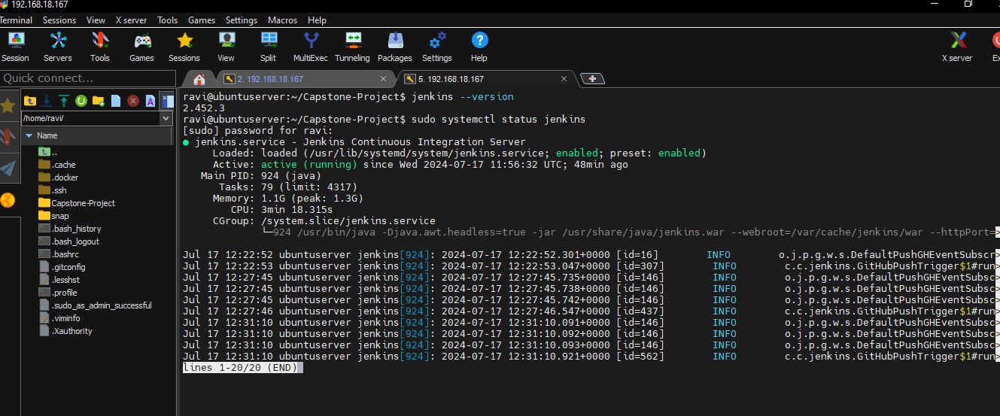 192.168.18.167
Terminal Sessions View X server Tools Games Settings Macros Help
Session Servers Tools Games Sessions View Split MultiExec Tunneling Packages Settings Help X server Ex
Quick connect...
2. 192.168.18.167
5. 192.168.18.167
/home/ravi/
Name
..
.cache
.docker
.ssh
Capstone-Project
snap
.bash_history
.bash_logout
.bashrc
.gitconfig
.lesshst
.profile
.sudo_as_admin_successful
.viminfo
.Xauthority
ravi@ubuntuserver:~/Capstone-Project$ jenkins --version
2.452.3
ravi@ubuntuserver:~/Capstone-Project$ sudo systemctl status jenkins
[sudo] password for ravi:
● jenkins.service - Jenkins Continuous Integration Server
Loaded: loaded (/usr/lib/systemd/system/jenkins.service; enabled; preset: enabled)
Active: active (running) since Wed 2024-07-17 11:56:32 UTC; 48min ago
Main PID: 924 (java)
Tasks: 79 (limit: 4317)
Memory: 1.1G (peak: 1.3G)
CPU: 3min 18.315s
CGroup: /system.slice/jenkins.service
└─924 /usr/bin/java -Djava.awt.headless=true -jar /usr/share/java/jenkins.war --webroot=/var/cache/jenkins/war --httpPort=>
Jul 17 12:22:52 ubuntuserver jenkins[924]: 2024-07-17 12:22:52.301+0000 [id=16] INFO o.j.p.g.w.s.DefaultPushGHEventSubscr>
Jul 17 12:22:53 ubuntuserver jenkins[924]: 2024-07-17 12:22:53.047+0000 [id=307] INFO c.c.jenkins.GitHubPushTrigger$1#run>
Jul 17 12:27:45 ubuntuserver jenkins[924]: 2024-07-17 12:27:45.735+0000 [id=146] INFO o.j.p.g.w.s.DefaultPushGHEventSubsc>
Jul 17 12:27:45 ubuntuserver jenkins[924]: 2024-07-17 12:27:45.738+0000 [id=146] INFO o.j.p.g.w.s.DefaultPushGHEventSubsc>
Jul 17 12:27:45 ubuntuserver jenkins[924]: 2024-07-17 12:27:45.742+0000 [id=146] INFO o.j.p.g.w.s.DefaultPushGHEventSubsc>
Jul 17 12:27:46 ubuntuserver jenkins[924]: 2024-07-17 12:27:46.547+0000 [id=437] INFO c.c.jenkins.GitHubPushTrigger$1#run>
Jul 17 12:31:10 ubuntuserver jenkins[924]: 2024-07-17 12:31:10.091+0000 [id=146] INFO o.j.p.g.w.s.DefaultPushGHEventSubsc>
Jul 17 12:31:10 ubuntuserver jenkins[924]: 2024-07-17 12:31:10.092+0000 [id=146] INFO o.j.p.g.w.s.DefaultPushGHEventSubsc>
Jul 17 12:31:10 ubuntuserver jenkins[924]: 2024-07-17 12:31:10.093+0000 [id=146] INFO o.j.p.g.w.s.DefaultPushGHEventSubsc>
Jul 17 12:31:10 ubuntuserver jenkins[924]: 2024-07-17 12:31:10.921+0000 [id=562] INFO c.c.jenkins.GitHubPushTrigger$1#run>
lines 1-20/20 (END)